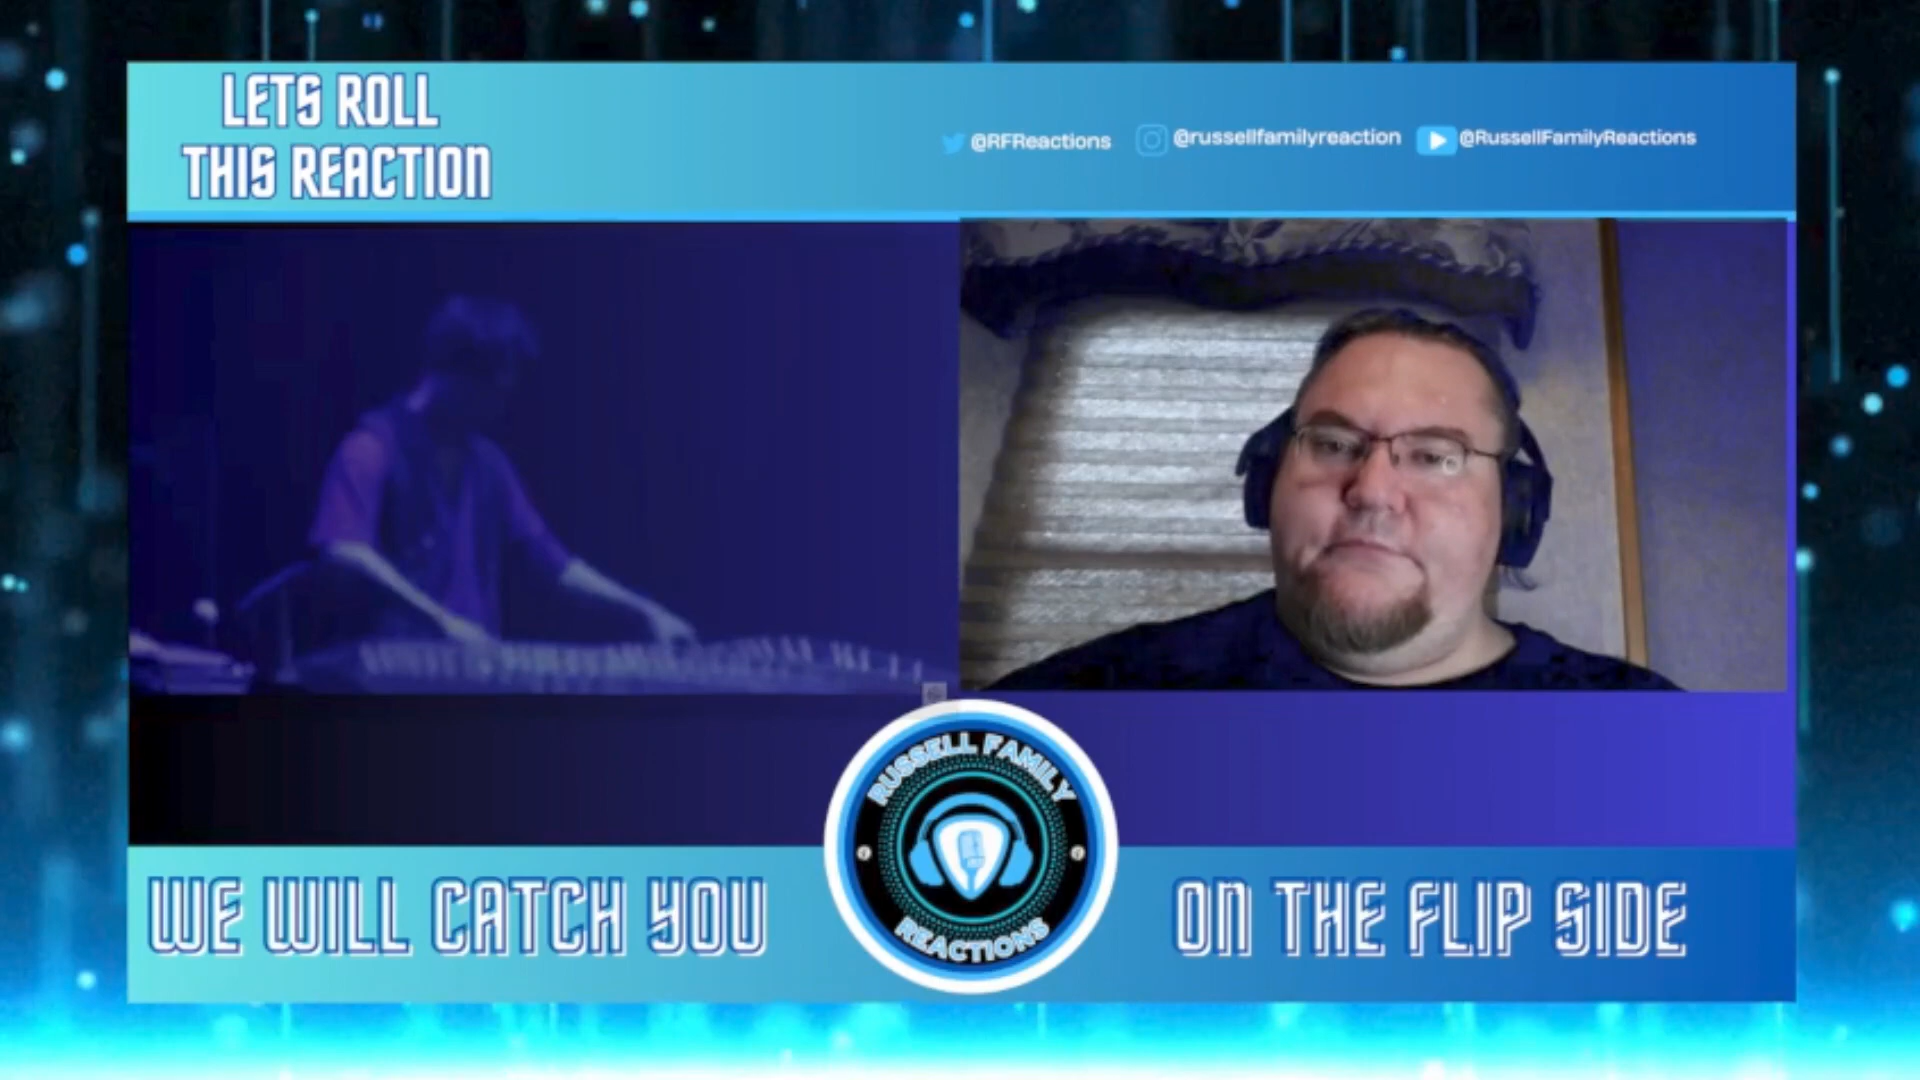 LETS ROLL
THIS REACTION
@RFReactions
@russellfamilyreaction
@RussellFamilyReactions
RUSSELL FAMILY
REACTIONS
WE WILL CATCH YOU
ON THE FLIP SIDE